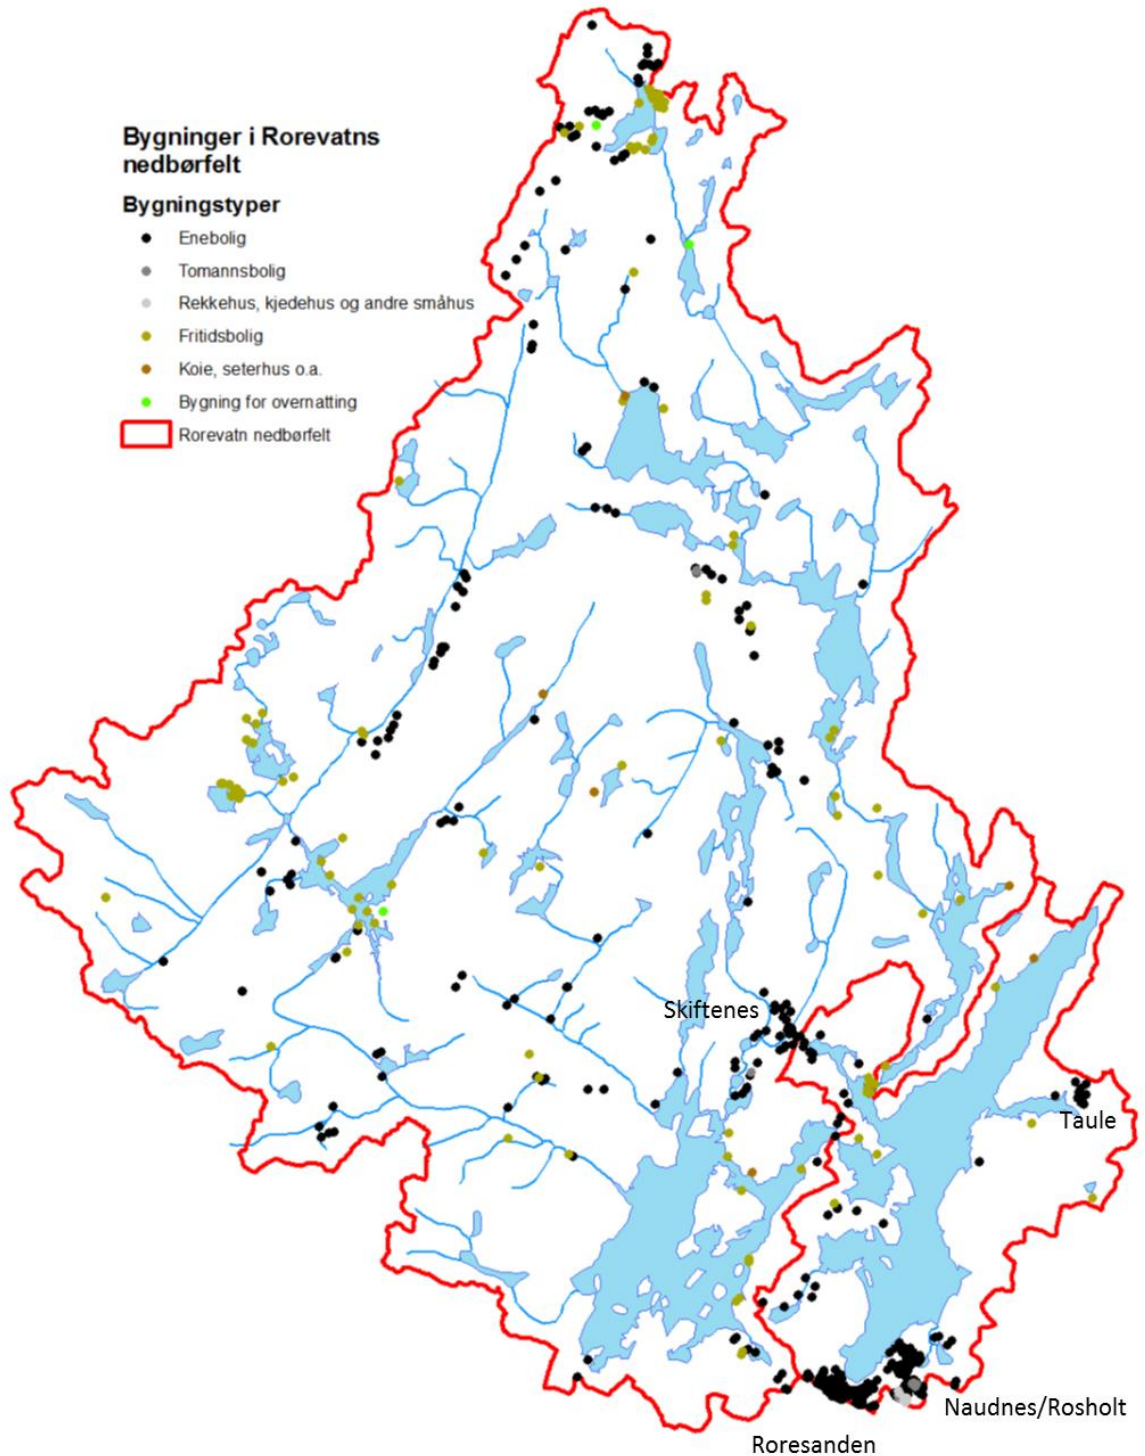 Bygninger i Rorevatns
nedbørfelt
Bygningstyper
Enebolig
Tomannsbolig
Rekkehus, kjedehus og andre småhus
Fritidsbolig
Koie, seterhus o.a.
Bygning for overnatting
Rorevatn nedbørfelt
Skiftenes
Taule
Naudnes/Rosholt
Roresanden